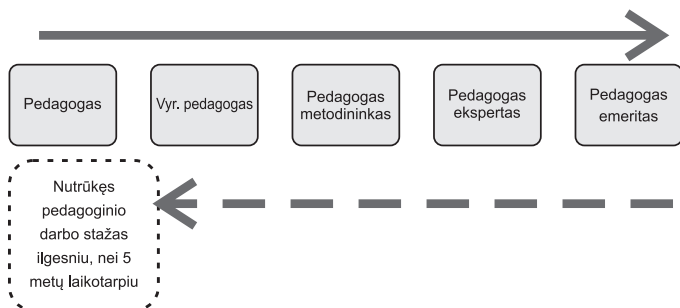 Pedagogas
Vyr. pedagogas
Pedagogas
metodininkas
Pedagogas
ekspertas
Pedagogas
emeritas
Nutrūkęs
pedagoginio
darbo stažas
ilgesniu, nei 5
metų laikotarpiu